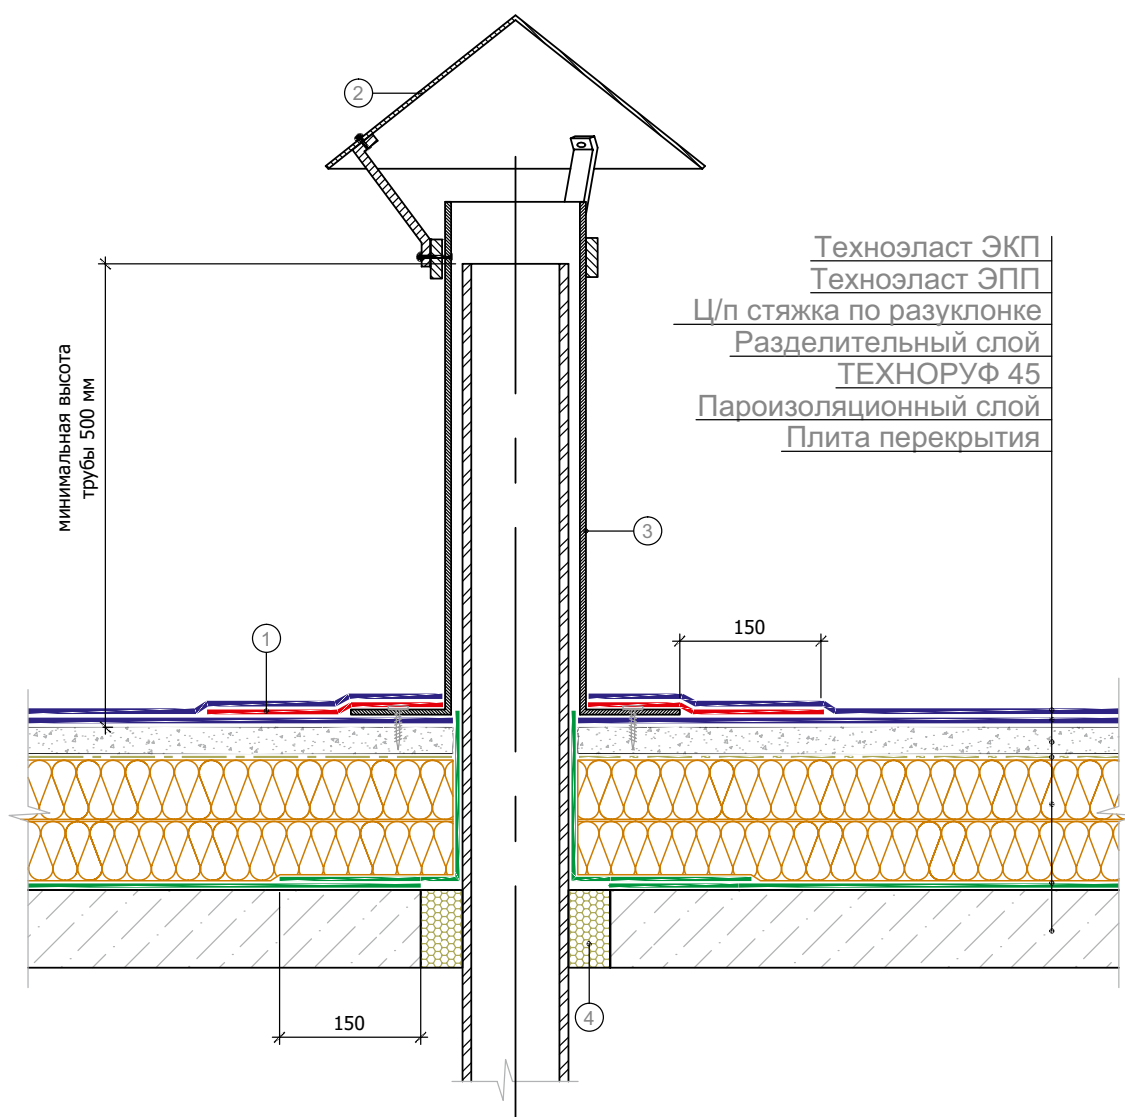 2
Техноэласт ЭКП
Техноэласт ЭПП
Ц/п стяжка по разуклонке
Разделительный слой
ТЕХНОРУФ 45
Пароизоляционный слой
Плита перекрытия
минимальная высота
трубы 500 мм
3
1
150
4
150